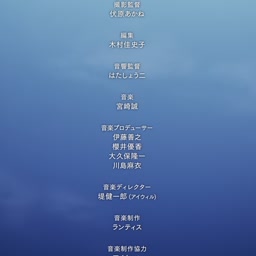 撮影監督
伏原あかね
編集
木村佳史子
音響監督
はたしょう二
音楽
宮崎誠
音楽プロデューサー
伊藤善之
櫻井優香
大久保隆一
川島麻衣
音楽ディレクター
堤健一郎（アイウィル）
音楽制作
ランティス
音楽制作協力